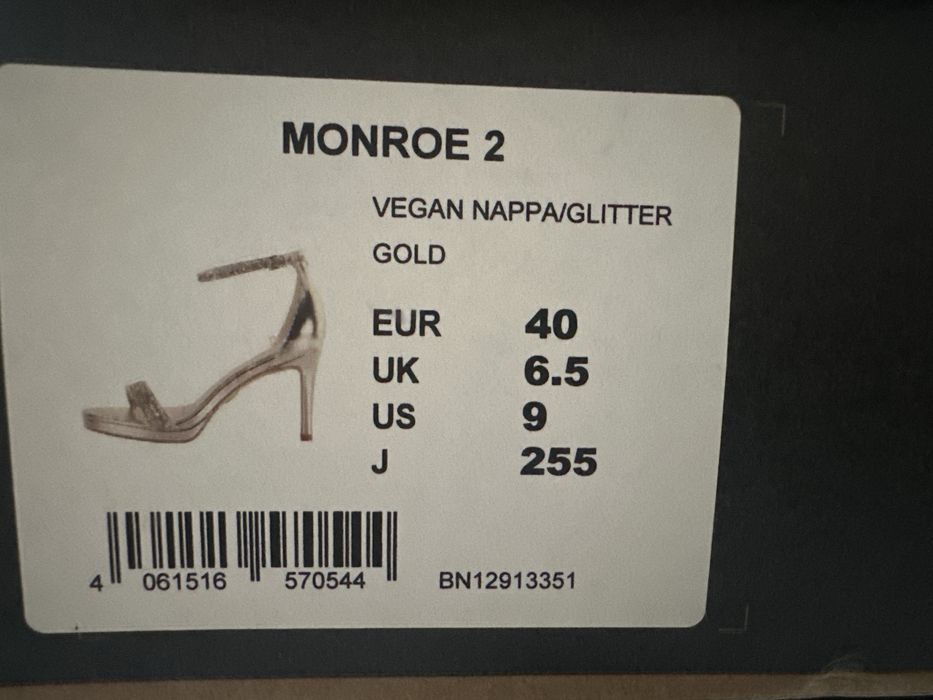 MONROE 2
VEGAN NAPPA/GLITTER
GOLD
EUR 40
UK 6.5
US 9
J 255
4 061516 570544 BN12913351